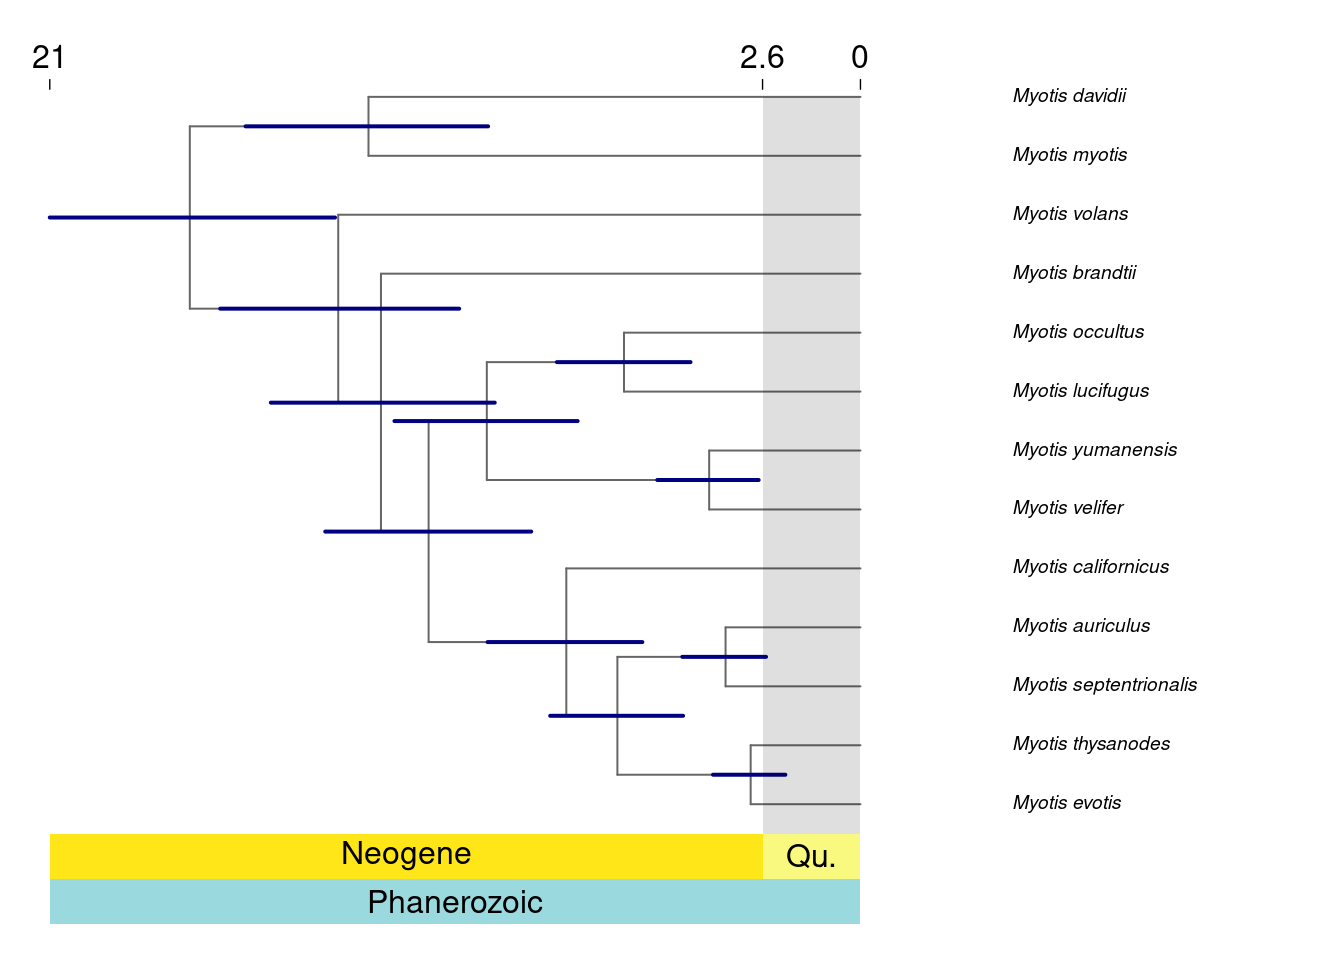 21 2.6 0
Myotis davidii
Myotis myotis
Myotis volans
Myotis brandtii
Myotis occultus
Myotis lucifugus
Myotis yumanensis
Myotis velifer
Myotis californicus
Myotis auriculus
Myotis septentrionalis
Myotis thysanodes
Myotis evotis
Neogene Qu.
Phanerozoic